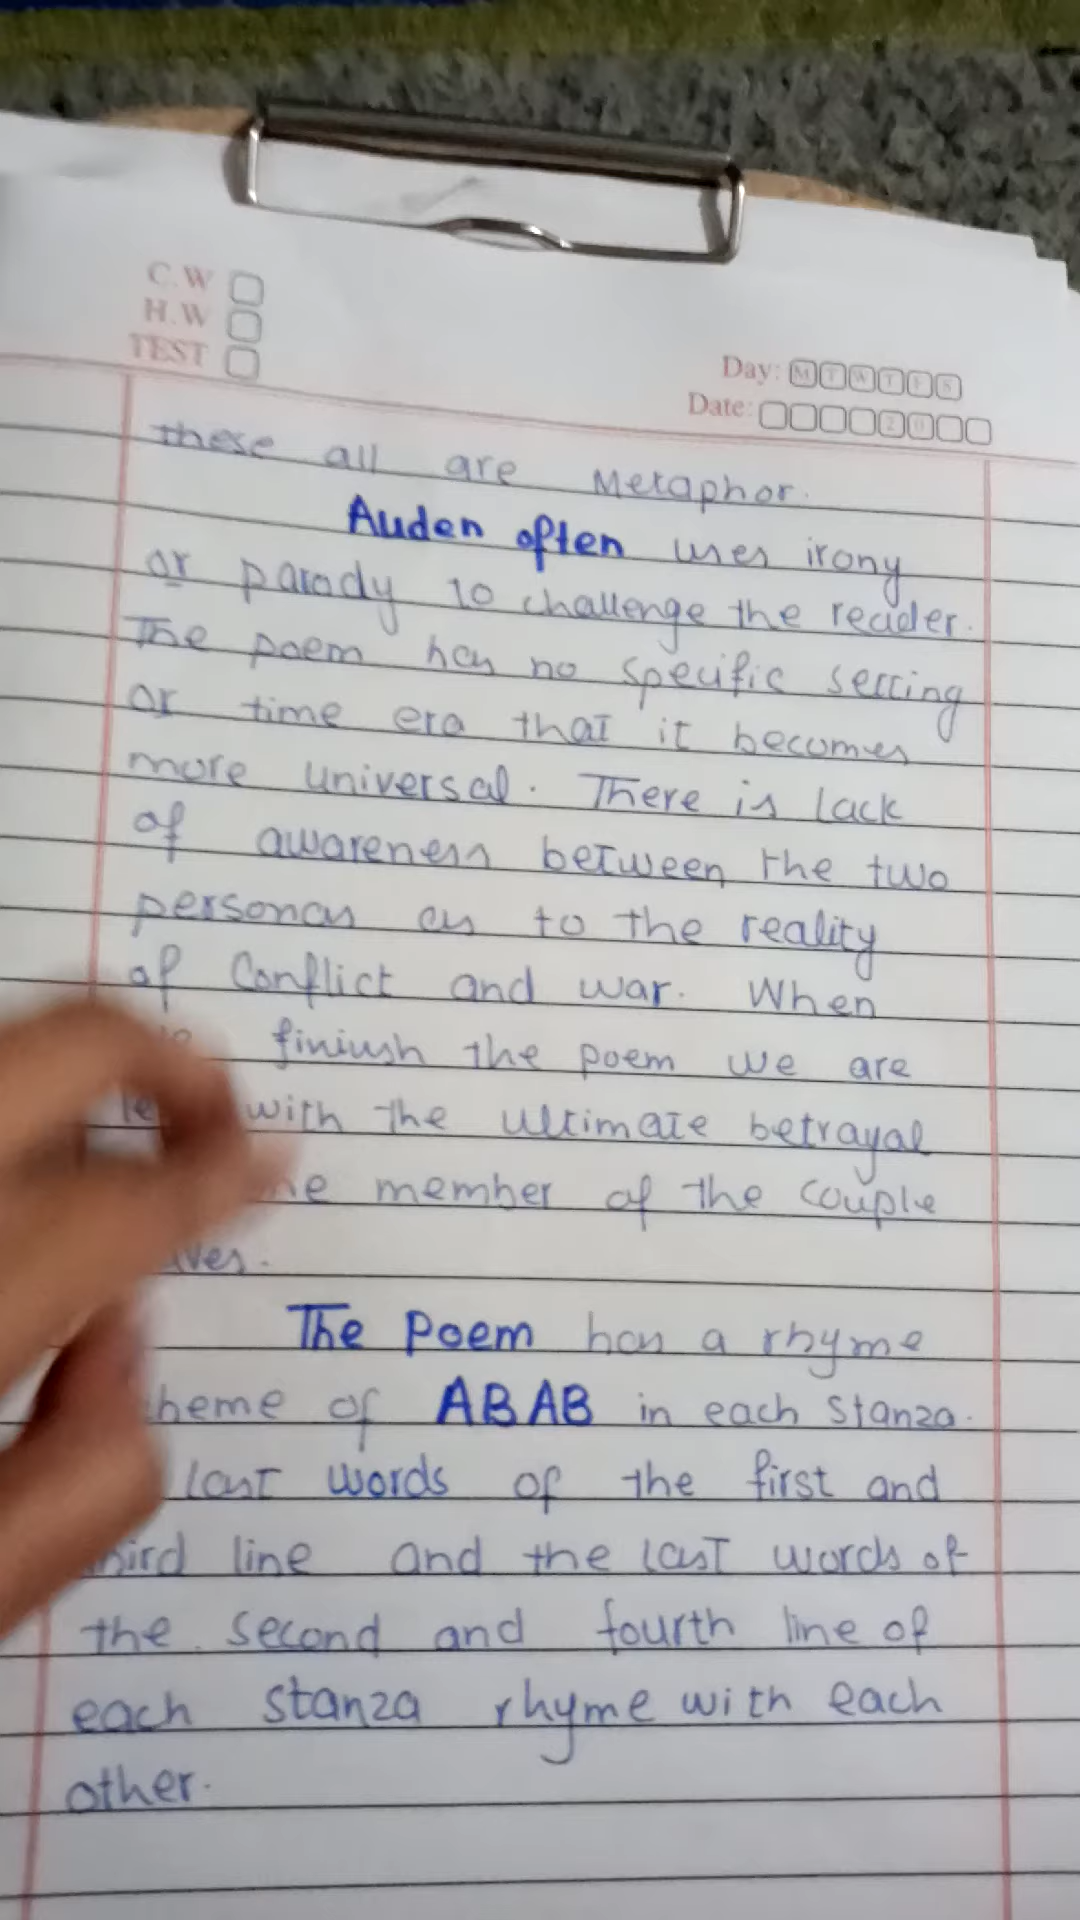 C.W
H.W
TEST
Day: M T W T F S
Date: 2 0
these all are Metaphor.
Auden often uses irony
or parady to challenge the reader.
The poem has no specific setting
or time era that it becomes
more universal. There is lack
of awareness between the two
personas as to the reality
of Conflict and war. When
finiush the poem we are
with the ultimate betrayal
member of the couple
The Poem has a rhyme
of ABAB in each stanza.
last words of the first and
line and the last words of
the second and fourth line of
each stanza rhyme with each
other.